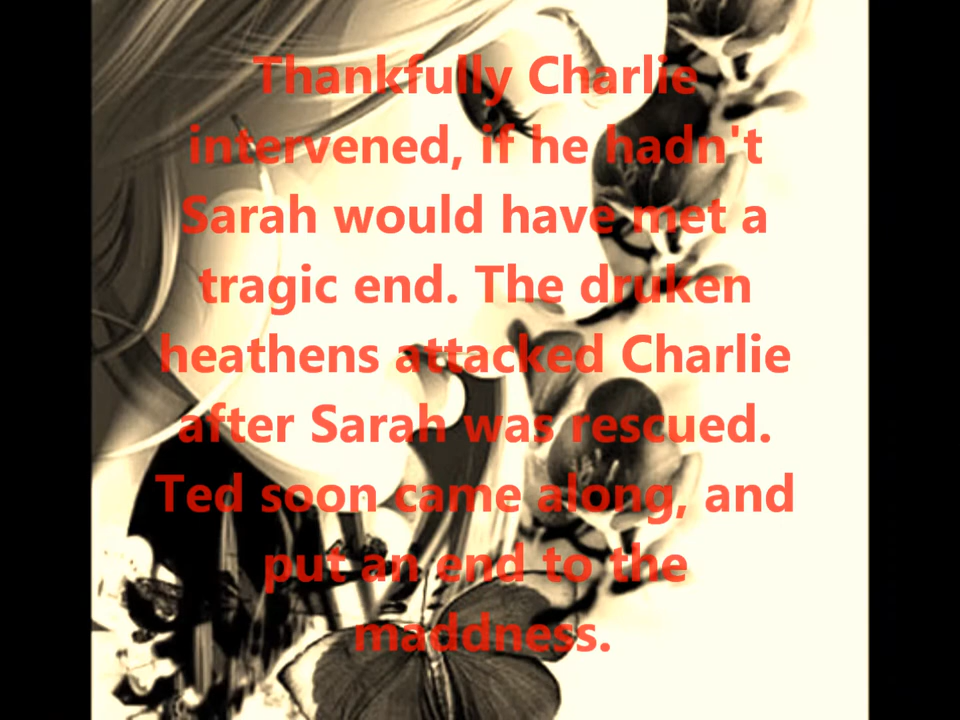 Thankfully Charlie
intervened, if he hadn't
Sarah would have met a
tragic end. The druken
heathens attacked Charlie
after Sarah was rescued.
Ted soon came along, and
put an end to the
maddness.